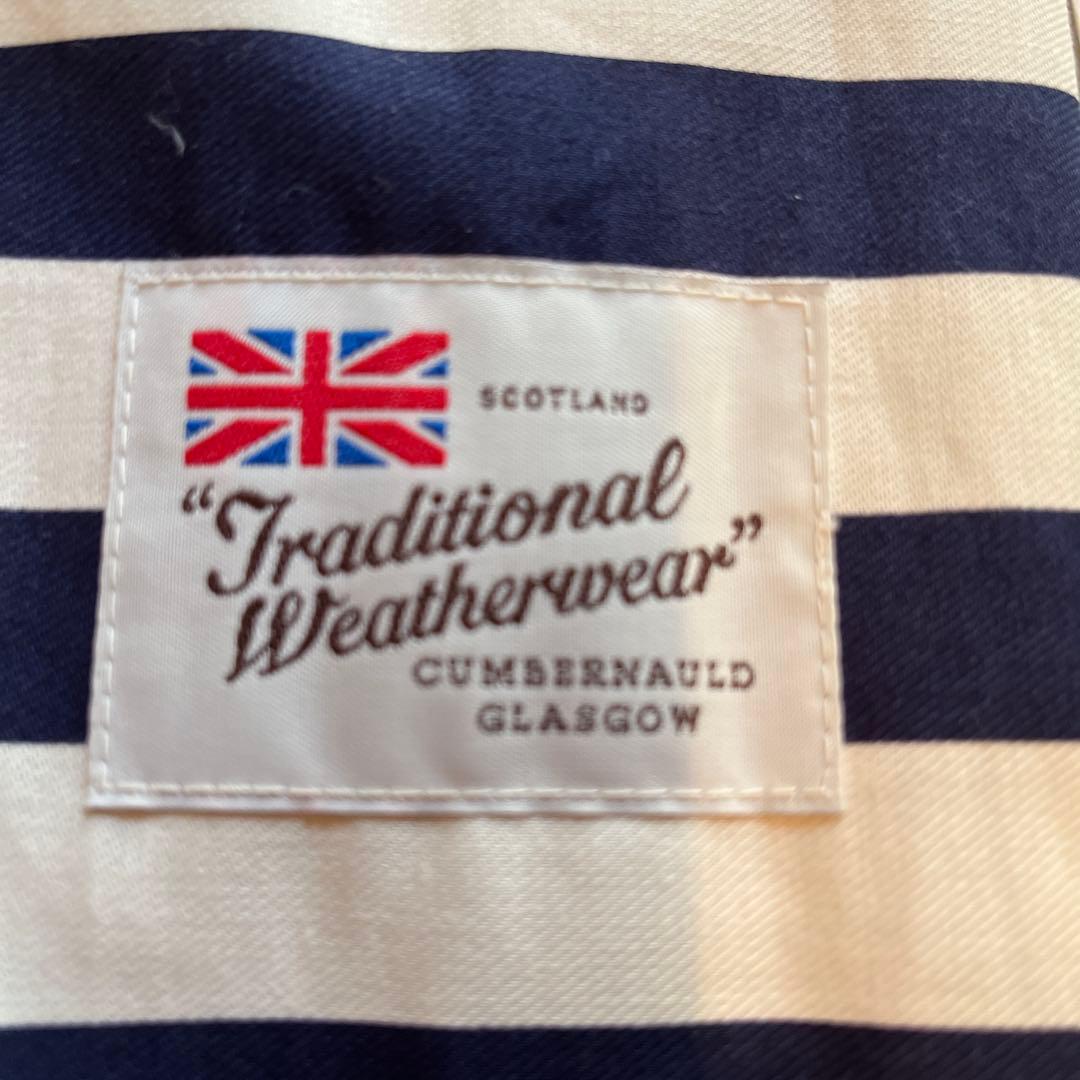 SCOTLAND
“Traditional
Weatherwear”
CUMBERNAULD
GLASGOW